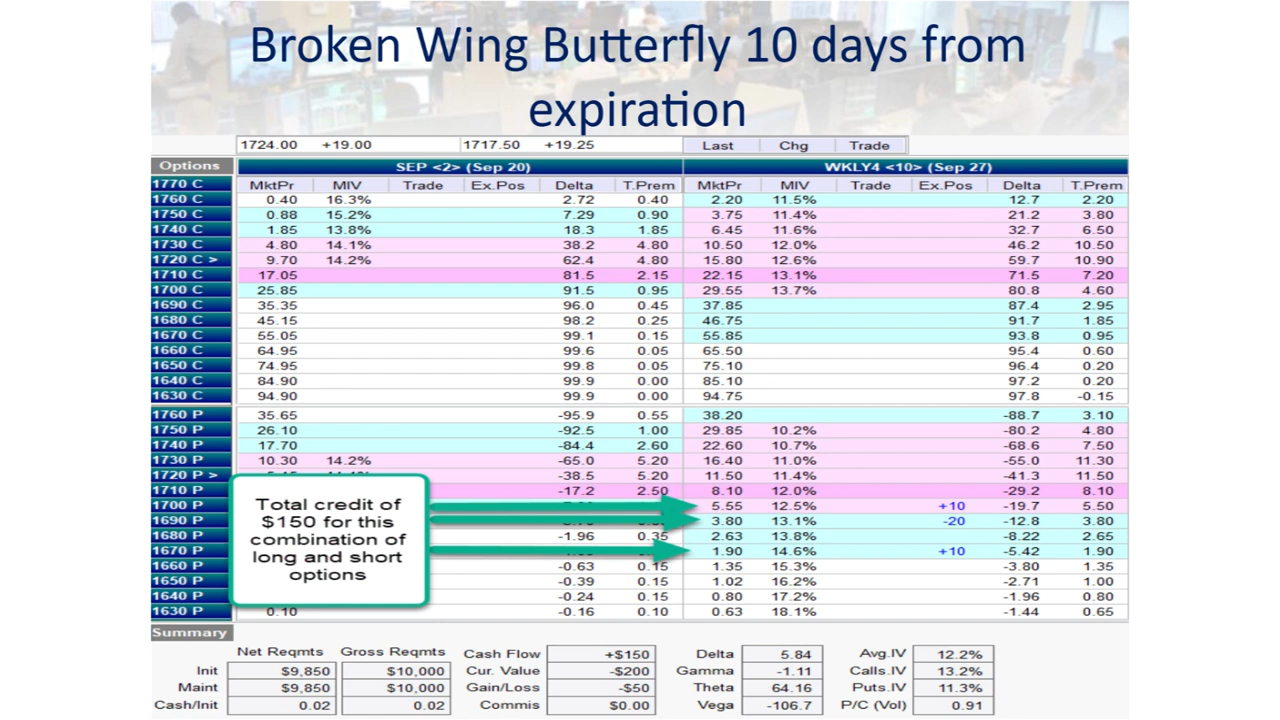 Broken Wing Butterfly 10 days from
expiration
1724.00 +19.00 1717.50 +19.25 Last Chg Trade
Options SEP <2> (Sep 20) WKLY4 <10> (Sep 27)
1770 C MktPr MIV Trade Ex.Pos Delta T.Prem MktPr MIV Trade Ex.Pos Delta T.Prem
1760 C 0.40 16.3% 2.72 0.40 2.20 11.5% 12.7 2.20
1750 C 0.88 15.2% 7.29 0.90 3.75 11.4% 21.2 3.80
1740 C 1.85 13.8% 18.3 1.85 6.45 11.6% 32.7 6.50
1730 C 4.80 14.1% 38.2 4.80 10.50 12.0% 46.2 10.50
1720 C > 9.70 14.2% 62.4 4.80 15.80 12.6% 59.7 10.90
1710 C 17.05 81.5 2.15 22.15 13.1% 71.5 7.20
1700 C 25.85 91.5 0.95 29.55 13.7% 80.8 4.60
1690 C 35.35 96.0 0.45 37.85 87.4 2.95
1680 C 45.15 98.2 0.25 46.75 91.7 1.85
1670 C 55.05 99.1 0.15 55.85 93.8 0.95
1660 C 64.95 99.6 0.05 65.50 95.4 0.60
1650 C 74.95 99.8 0.05 75.10 96.4 0.20
1640 C 84.90 99.9 0.00 85.10 97.2 0.20
1630 C 94.90 99.9 0.00 94.75 97.8 -0.15
1760 P 35.65 -95.9 0.55 38.20 -88.7 3.10
1750 P 26.10 -92.5 1.00 29.85 10.2% -80.2 4.80
1740 P 17.70 -84.4 2.60 22.60 10.7% -68.6 7.50
1730 P 10.30 14.2% -65.0 5.20 16.40 11.0% -55.0 11.30
1720 P > -38.5 5.20 11.50 11.4% -41.3 11.50
1710 P -17.2 2.50 8.10 12.0% -29.2 8.10
1700 P 5.55 12.5% +10 -19.7 5.50
1690 P 3.80 13.1% -20 -12.8 3.80
1680 P -1.96 0.35 2.63 13.8% -8.22 2.65
1670 P 1.90 14.6% +10 -5.42 1.90
1660 P -0.63 0.15 1.35 15.3% -3.80 1.35
1650 P -0.39 0.15 1.02 16.2% -2.71 1.00
1640 P -0.24 0.15 0.80 17.2% -1.96 0.80
1630 P 0.10 -0.16 0.10 0.63 18.1% -1.44 0.65
Total credit of
$150 for this
combination of
long and short
options
Summary
Net Reqmts Gross Reqmts Cash Flow +$150 Delta 5.84 Avg.IV 12.2%
Init $9,850 $10,000 Cur. Value -$200 Gamma -1.11 Calls.IV 13.2%
Maint $9,850 $10,000 Gain/Loss -$50 Theta 64.16 Puts.IV 11.3%
Cash/Init 0.02 0.02 Commis $0.00 Vega -106.7 P/C (Vol) 0.91